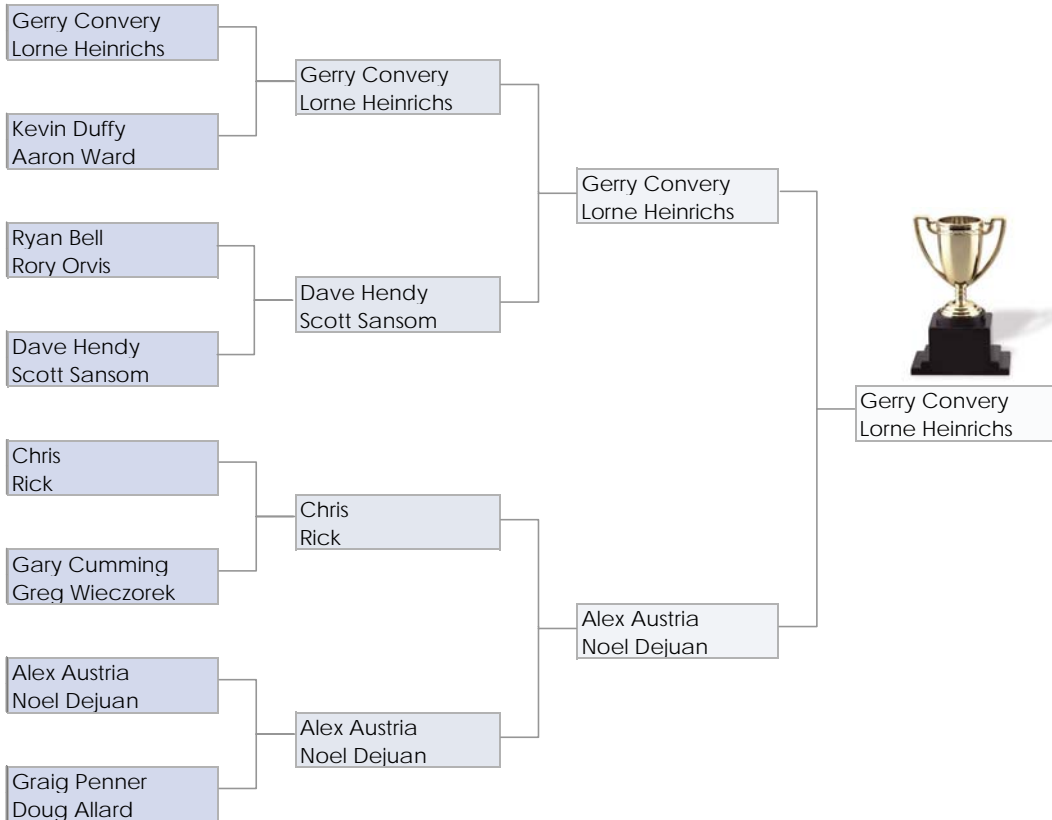 Gerry Convery
Lorne Heinrichs
Kevin Duffy
Aaron Ward
Ryan Bell
Rory Orvis
Dave Hendy
Scott Sansom
Chris
Rick
Gary Cumming
Greg Wieczorek
Alex Austria
Noel Dejuan
Graig Penner
Doug Allard
Gerry Convery
Lorne Heinrichs
Dave Hendy
Scott Sansom
Chris
Rick
Alex Austria
Noel Dejuan
Gerry Convery
Lorne Heinrichs
Alex Austria
Noel Dejuan
Gerry Convery
Lorne Heinrichs